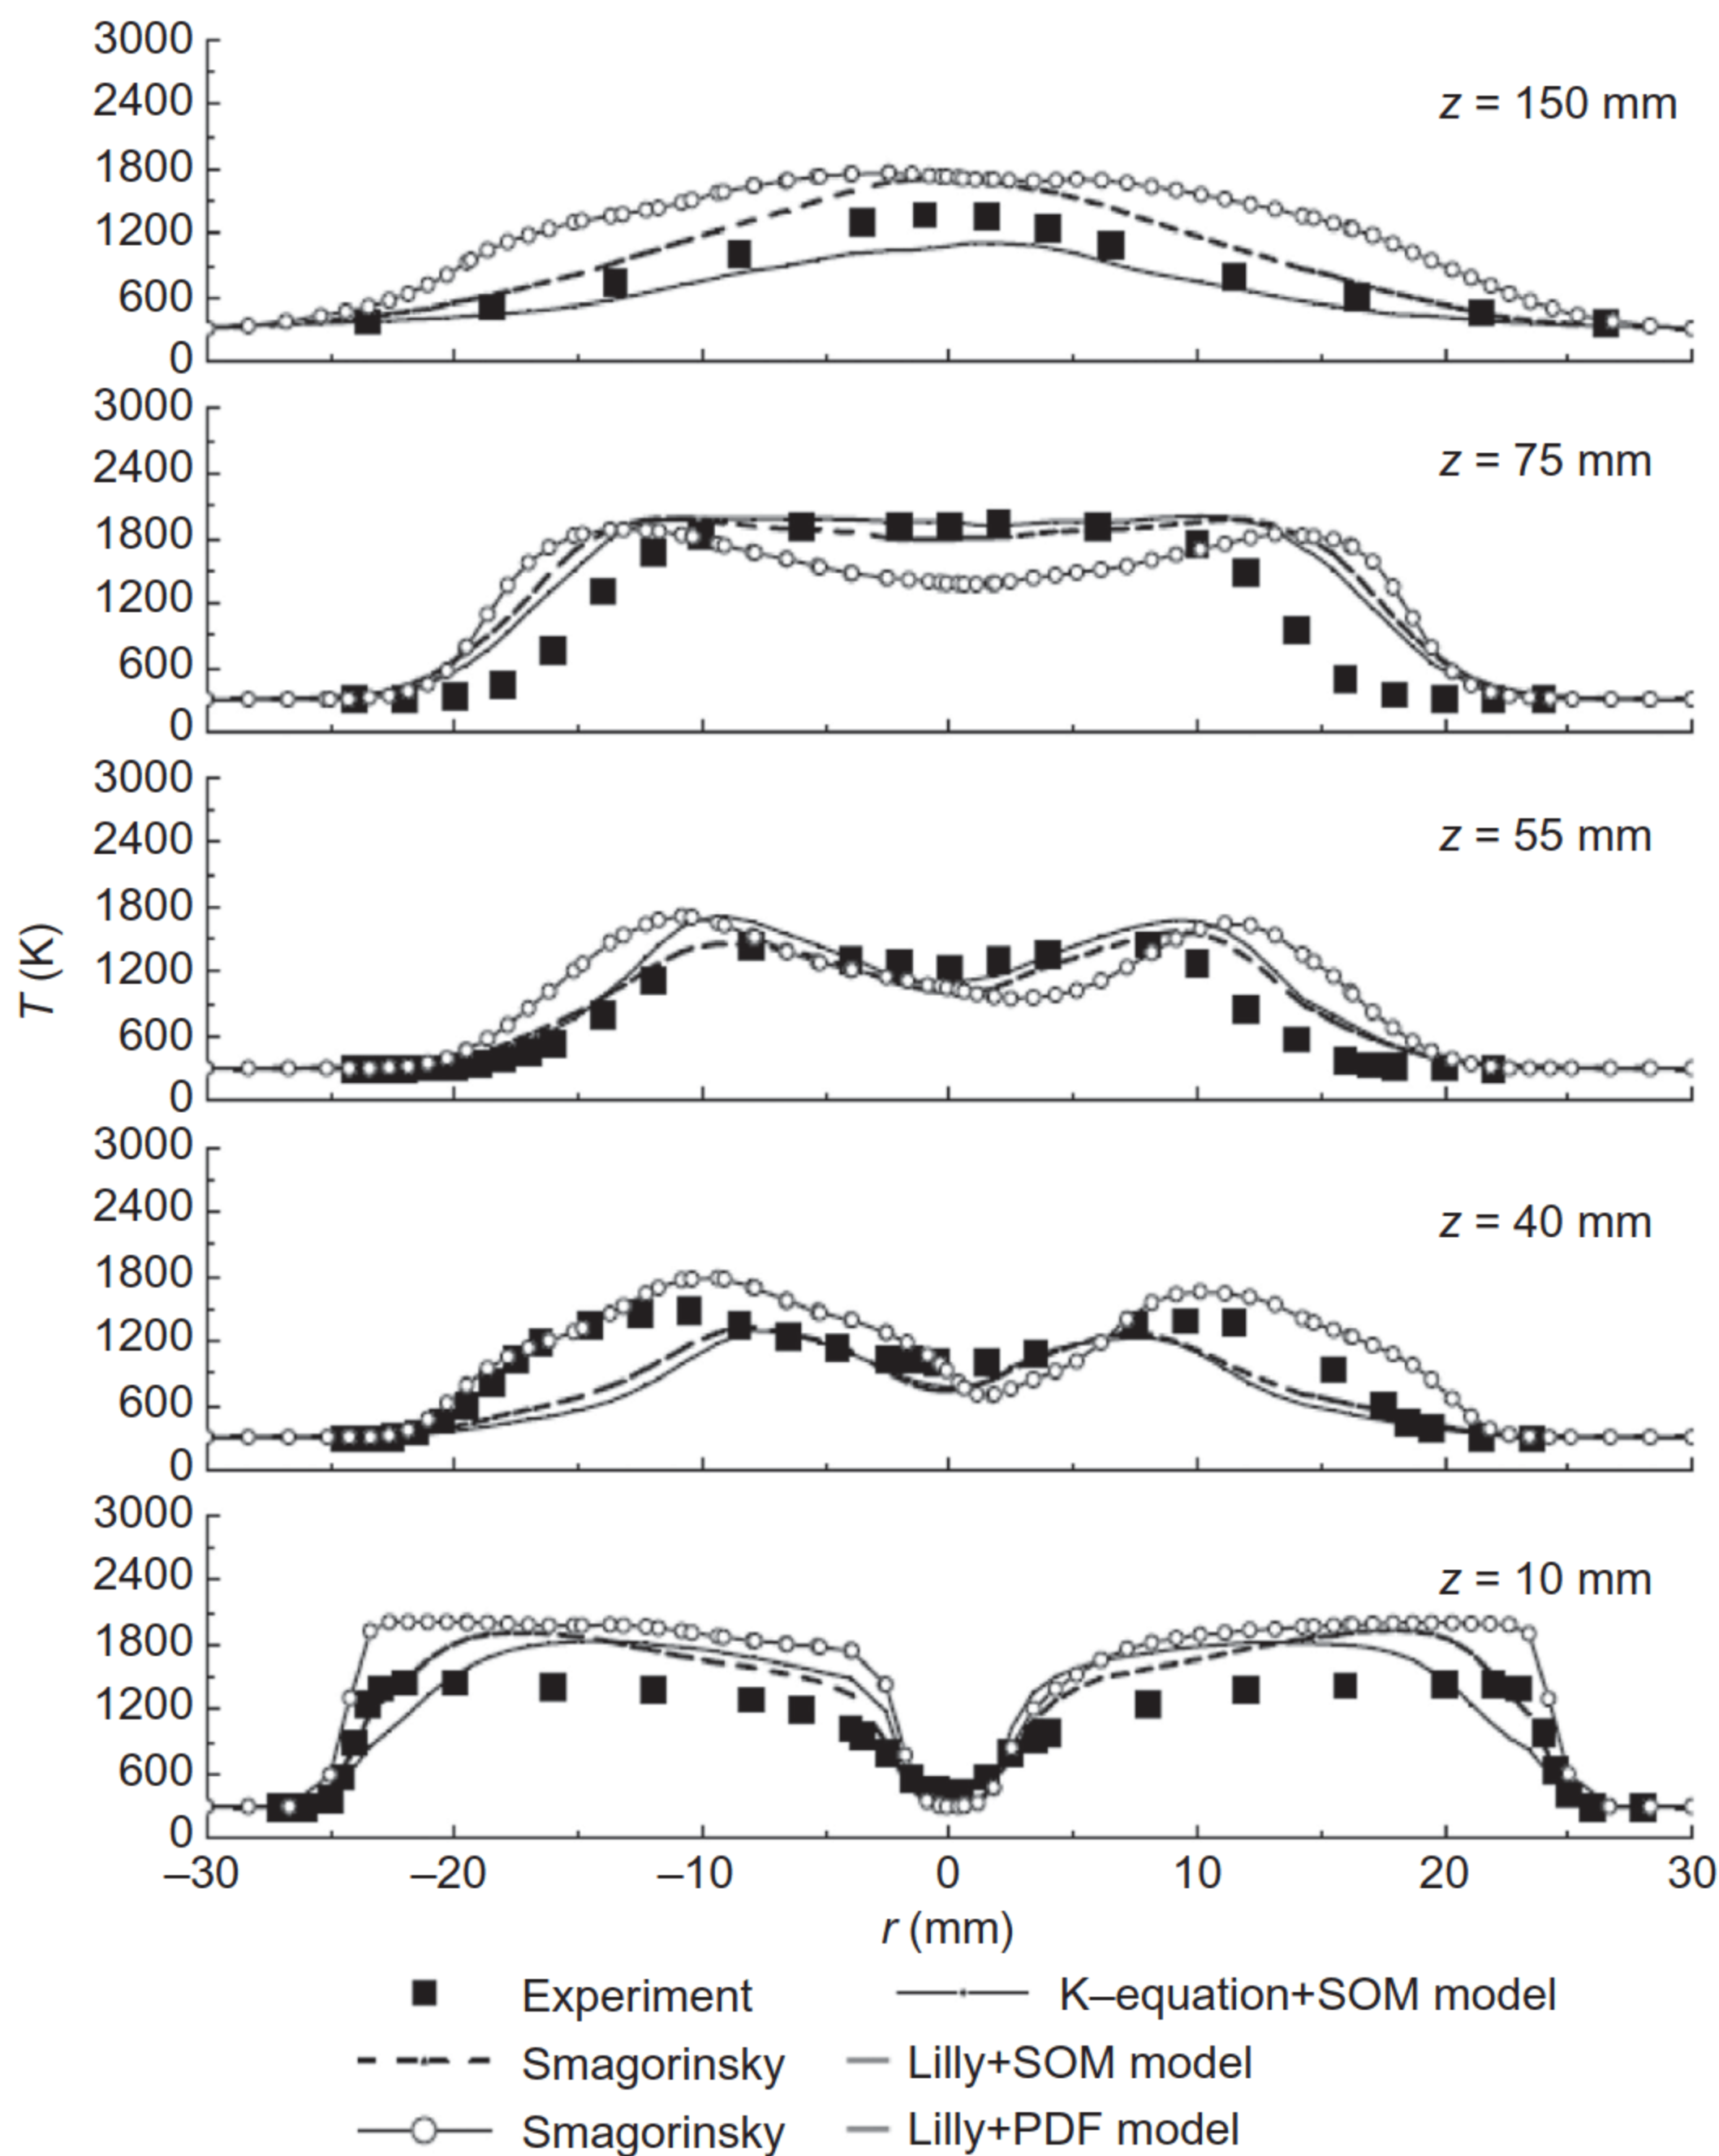 3000
2400
1800
1200
600
0
z = 150 mm
3000
2400
1800
1200
600
0
z = 75 mm
3000
2400
1800
1200
600
0
z = 55 mm
T (K)
3000
2400
1800
1200
600
0
z = 40 mm
3000
2400
1800
1200
600
0
z = 10 mm
–30 –20 –10 0 10 20 30
r (mm)
Experiment K–equation+SOM model
Smagorinsky — Lilly+SOM model
Smagorinsky — Lilly+PDF model